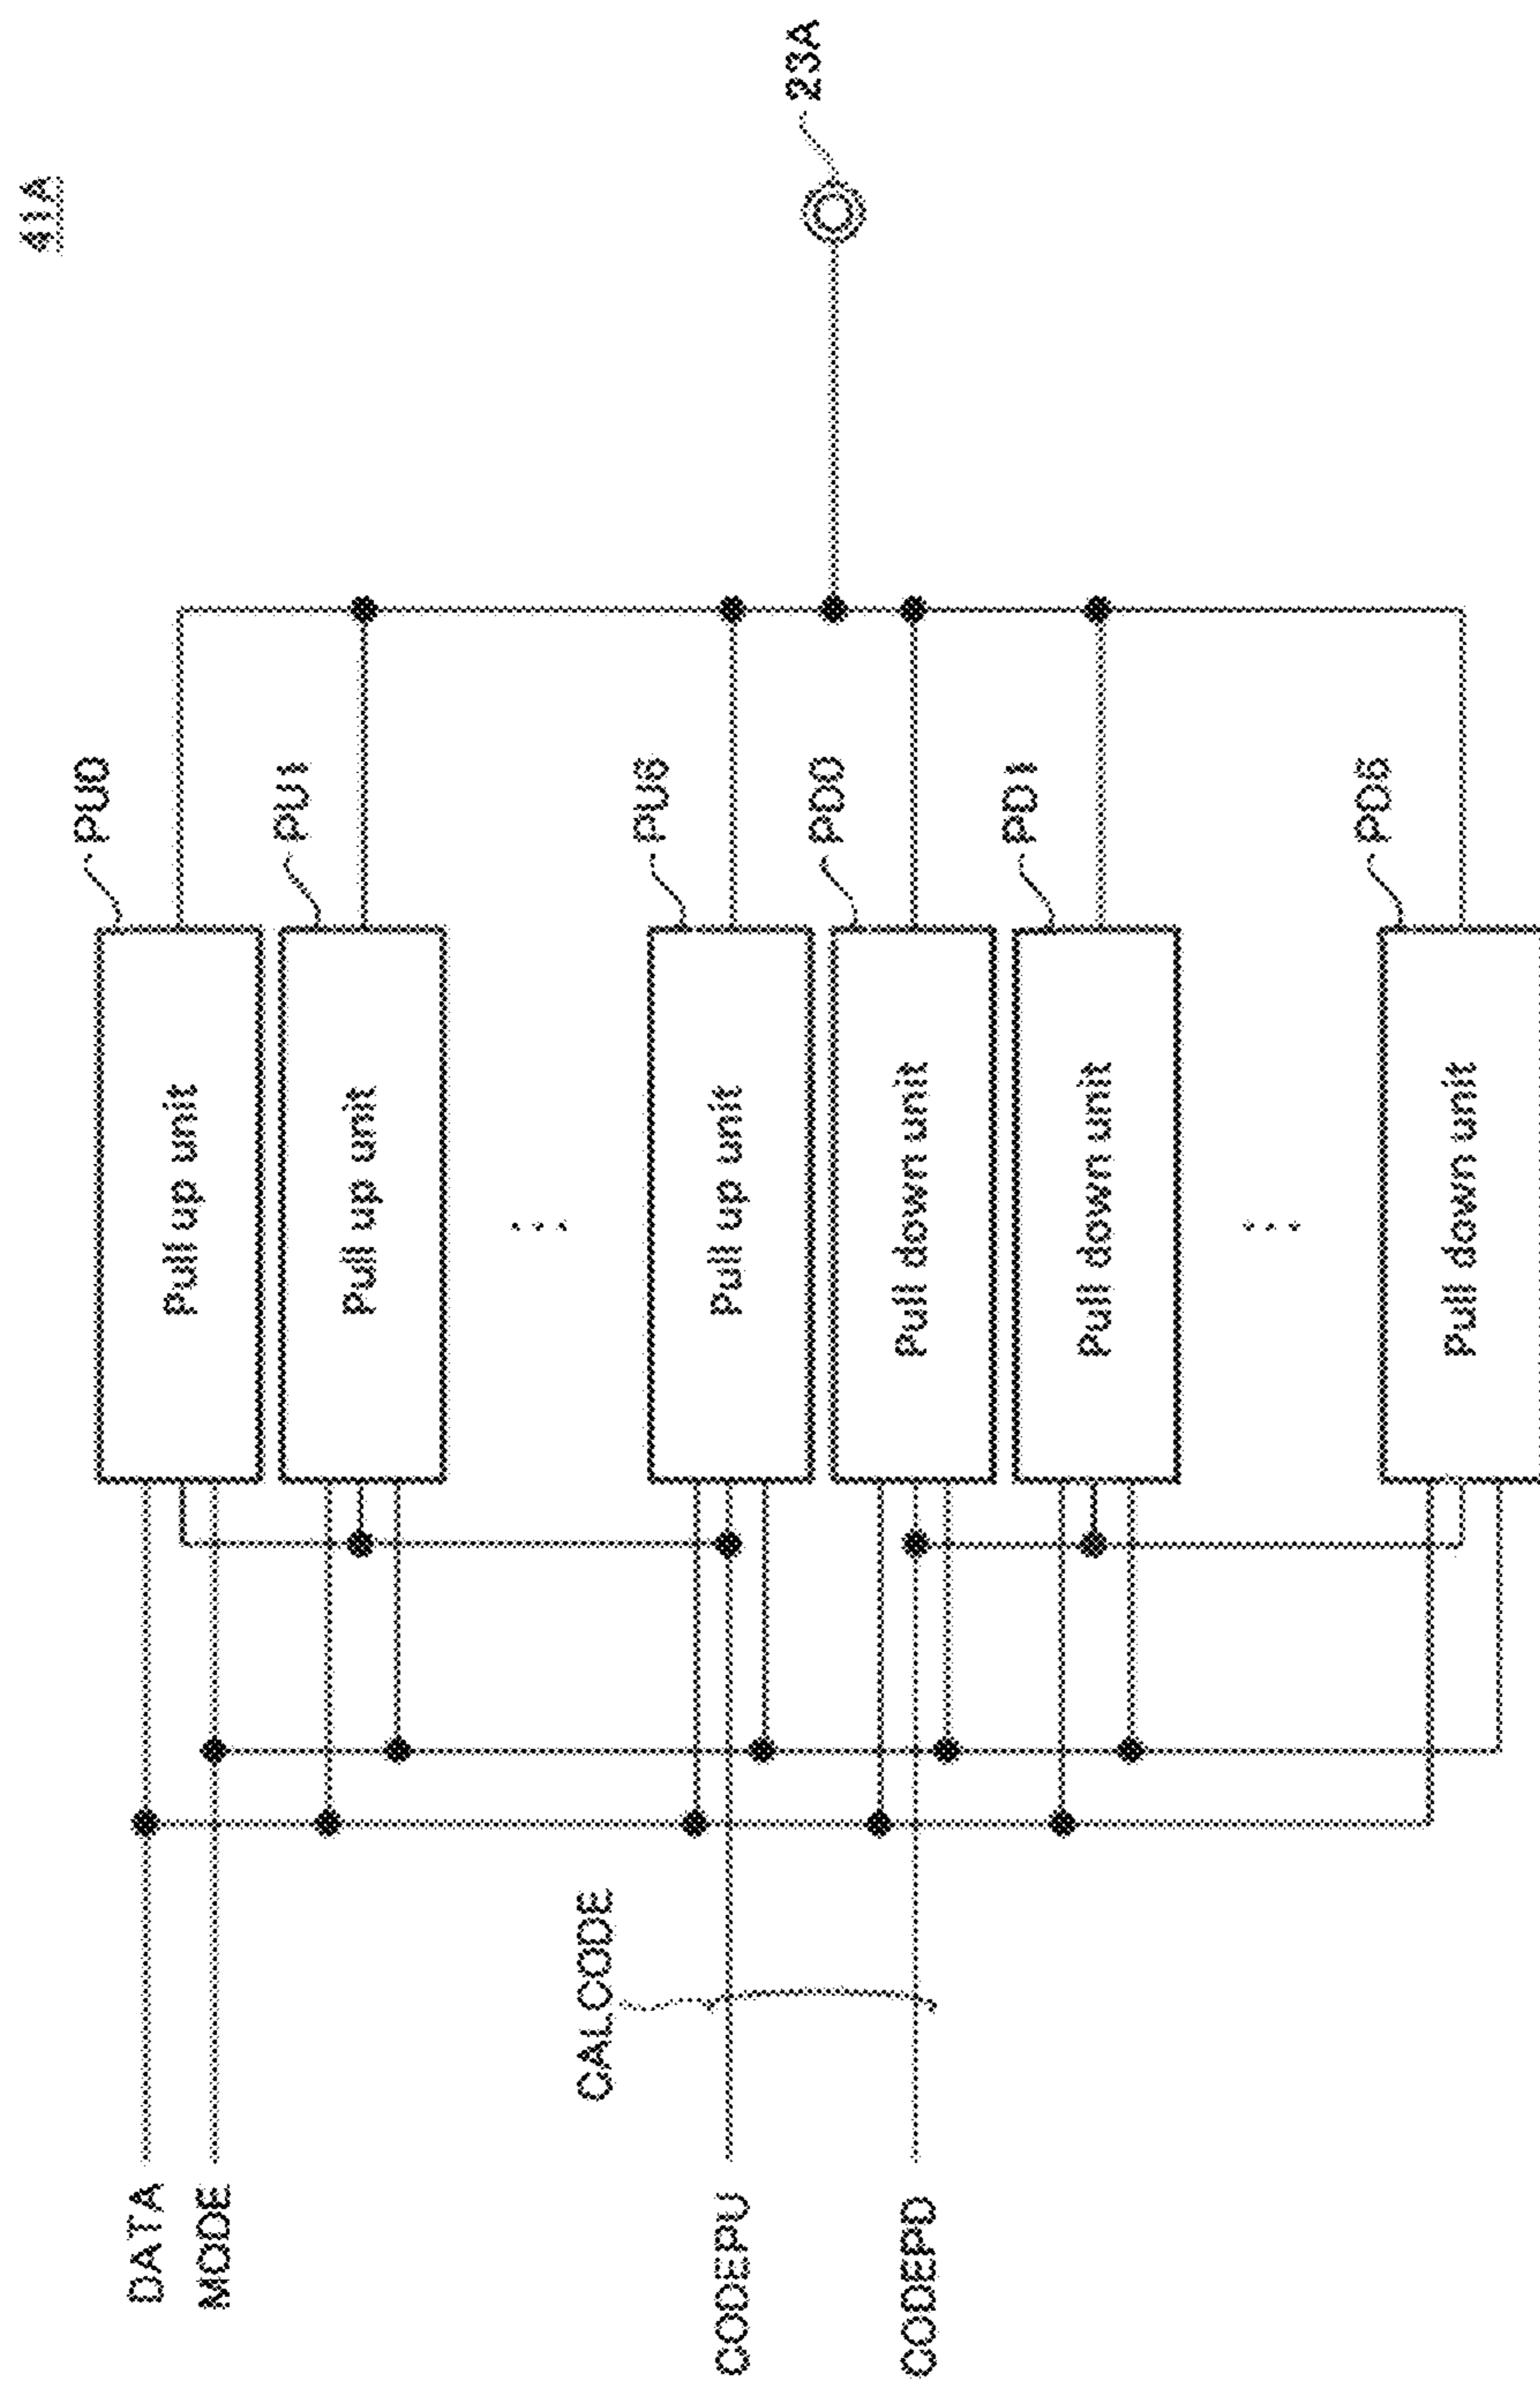 41A
DATA
MODE
CALCODE
CODEPU
CODEPD
Pull up unit
PU0
Pull up unit
PU1
...
Pull up unit
PU6
Pull down unit
PD0
Pull down unit
PD1
...
Pull down unit
PD6
23A